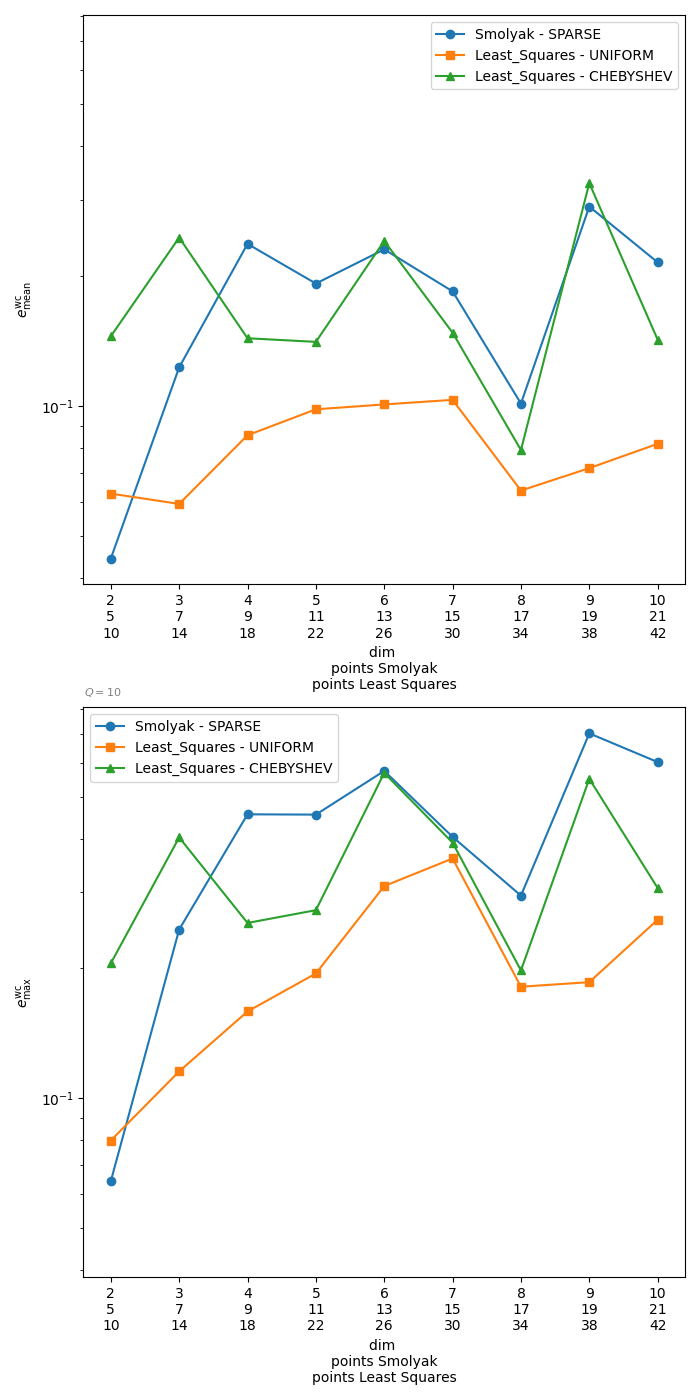 Smolyak - SPARSE
Least_Squares - UNIFORM
Least_Squares - CHEBYSHEV
e^wc_mean
10^−1
2 3 4 5 6 7 8 9 10
5 7 9 11 13 15 17 19 21
10 14 18 22 26 30 34 38 42
dim
points Smolyak
points Least Squares
Q = 10
Smolyak - SPARSE
Least_Squares - UNIFORM
Least_Squares - CHEBYSHEV
e^wc_max
10^−1
2 3 4 5 6 7 8 9 10
5 7 9 11 13 15 17 19 21
10 14 18 22 26 30 34 38 42
dim
points Smolyak
points Least Squares